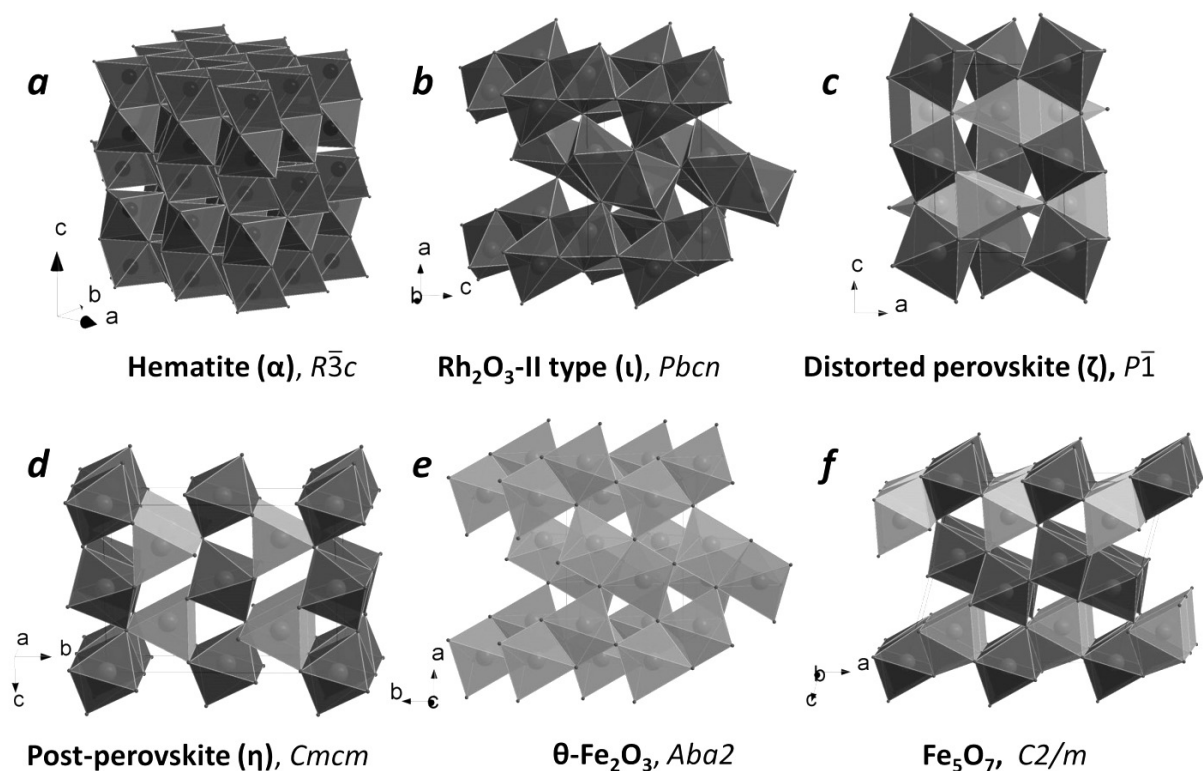 a
b
c
c
b
a
a
b
c
c
a
Hematite (α), R3̅c
Rh₂O₃-II type (ι), Pbcn
Distorted perovskite (ζ), P1̅
d
e
f
a
b
c
a
b
c
b
a
c
Post-perovskite (η), Cmcm
θ-Fe₂O₃, Aba2
Fe₅O₇, C2/m